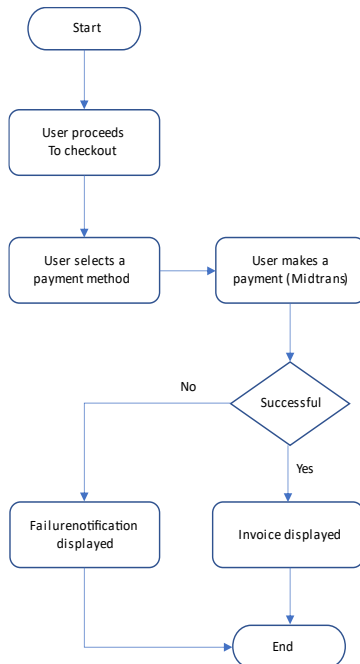 Start
User proceeds
To checkout
User selects a
payment method
User makes a
payment (Midtrans)
Successful
No
Yes
Failurenotification
displayed
Invoice displayed
End